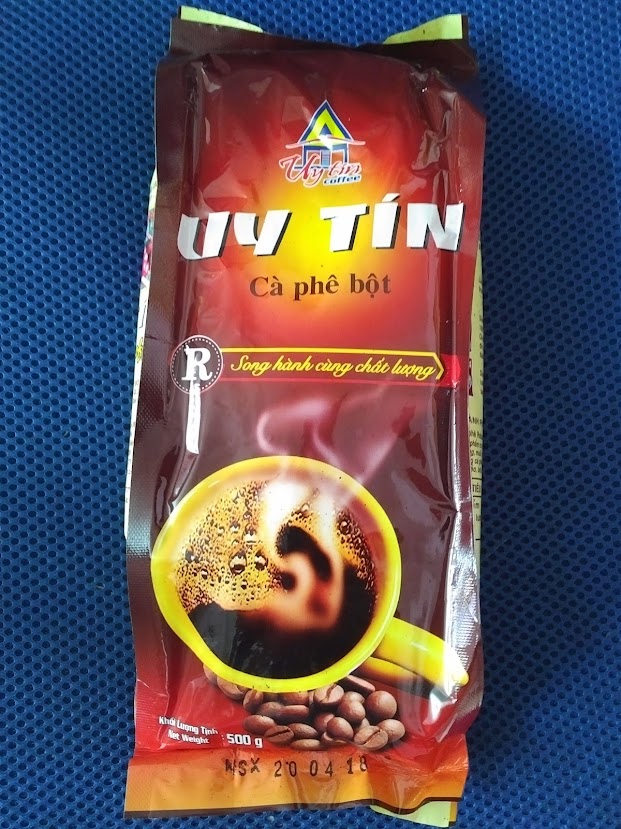 Uy tín
coffee
UY TÍN
Cà phê bột
R
Song hành cùng chất lượng
Khối Lượng Tịnh
Net Weight : 500 g
NSX 20 04 18